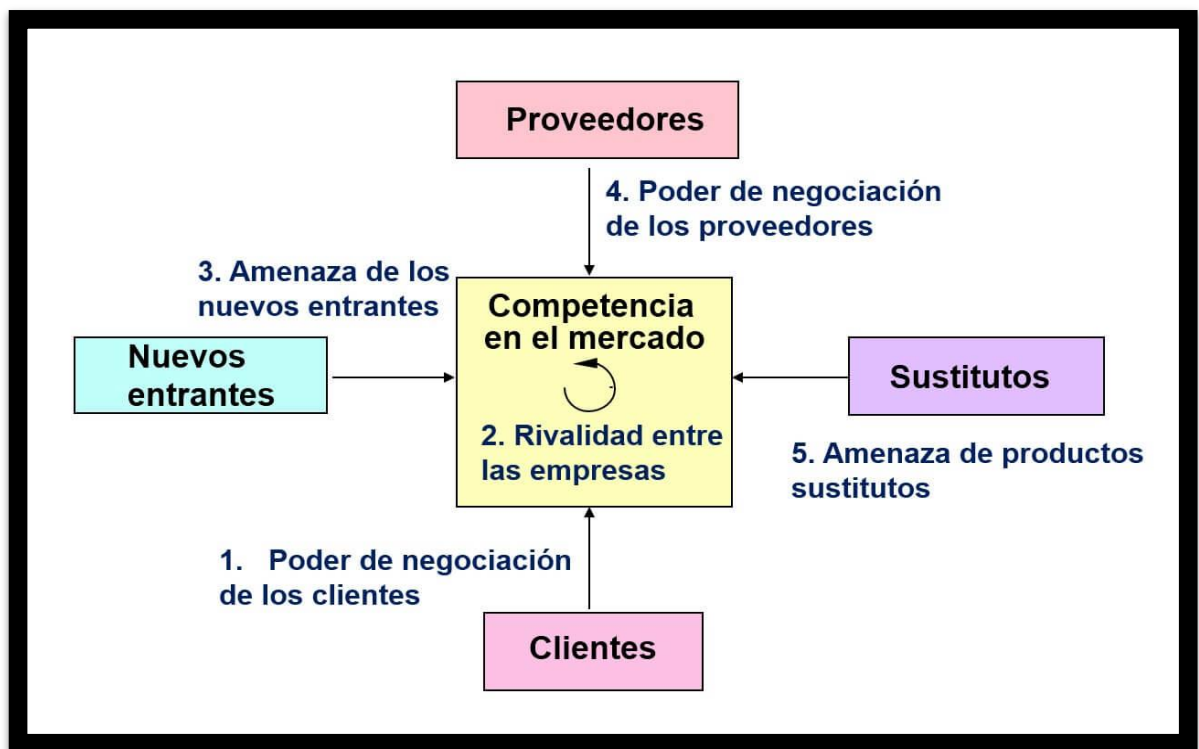 Proveedores
4. Poder de negociación
de los proveedores
3. Amenaza de los
nuevos entrantes
Competencia
en el mercado
Nuevos
entrantes
Sustitutos
2. Rivalidad entre
las empresas
5. Amenaza de productos
sustitutos
1. Poder de negociación
de los clientes
Clientes